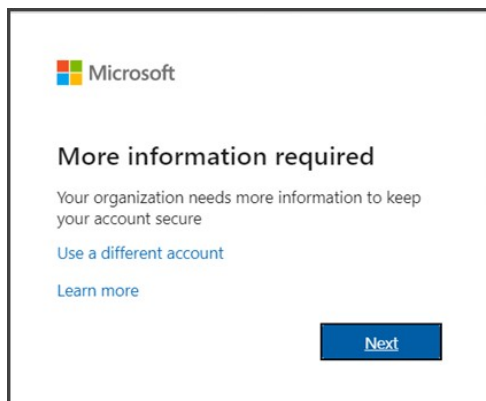 Microsoft
More information required
Your organization needs more information to keep
your account secure
Use a different account
Learn more
Next